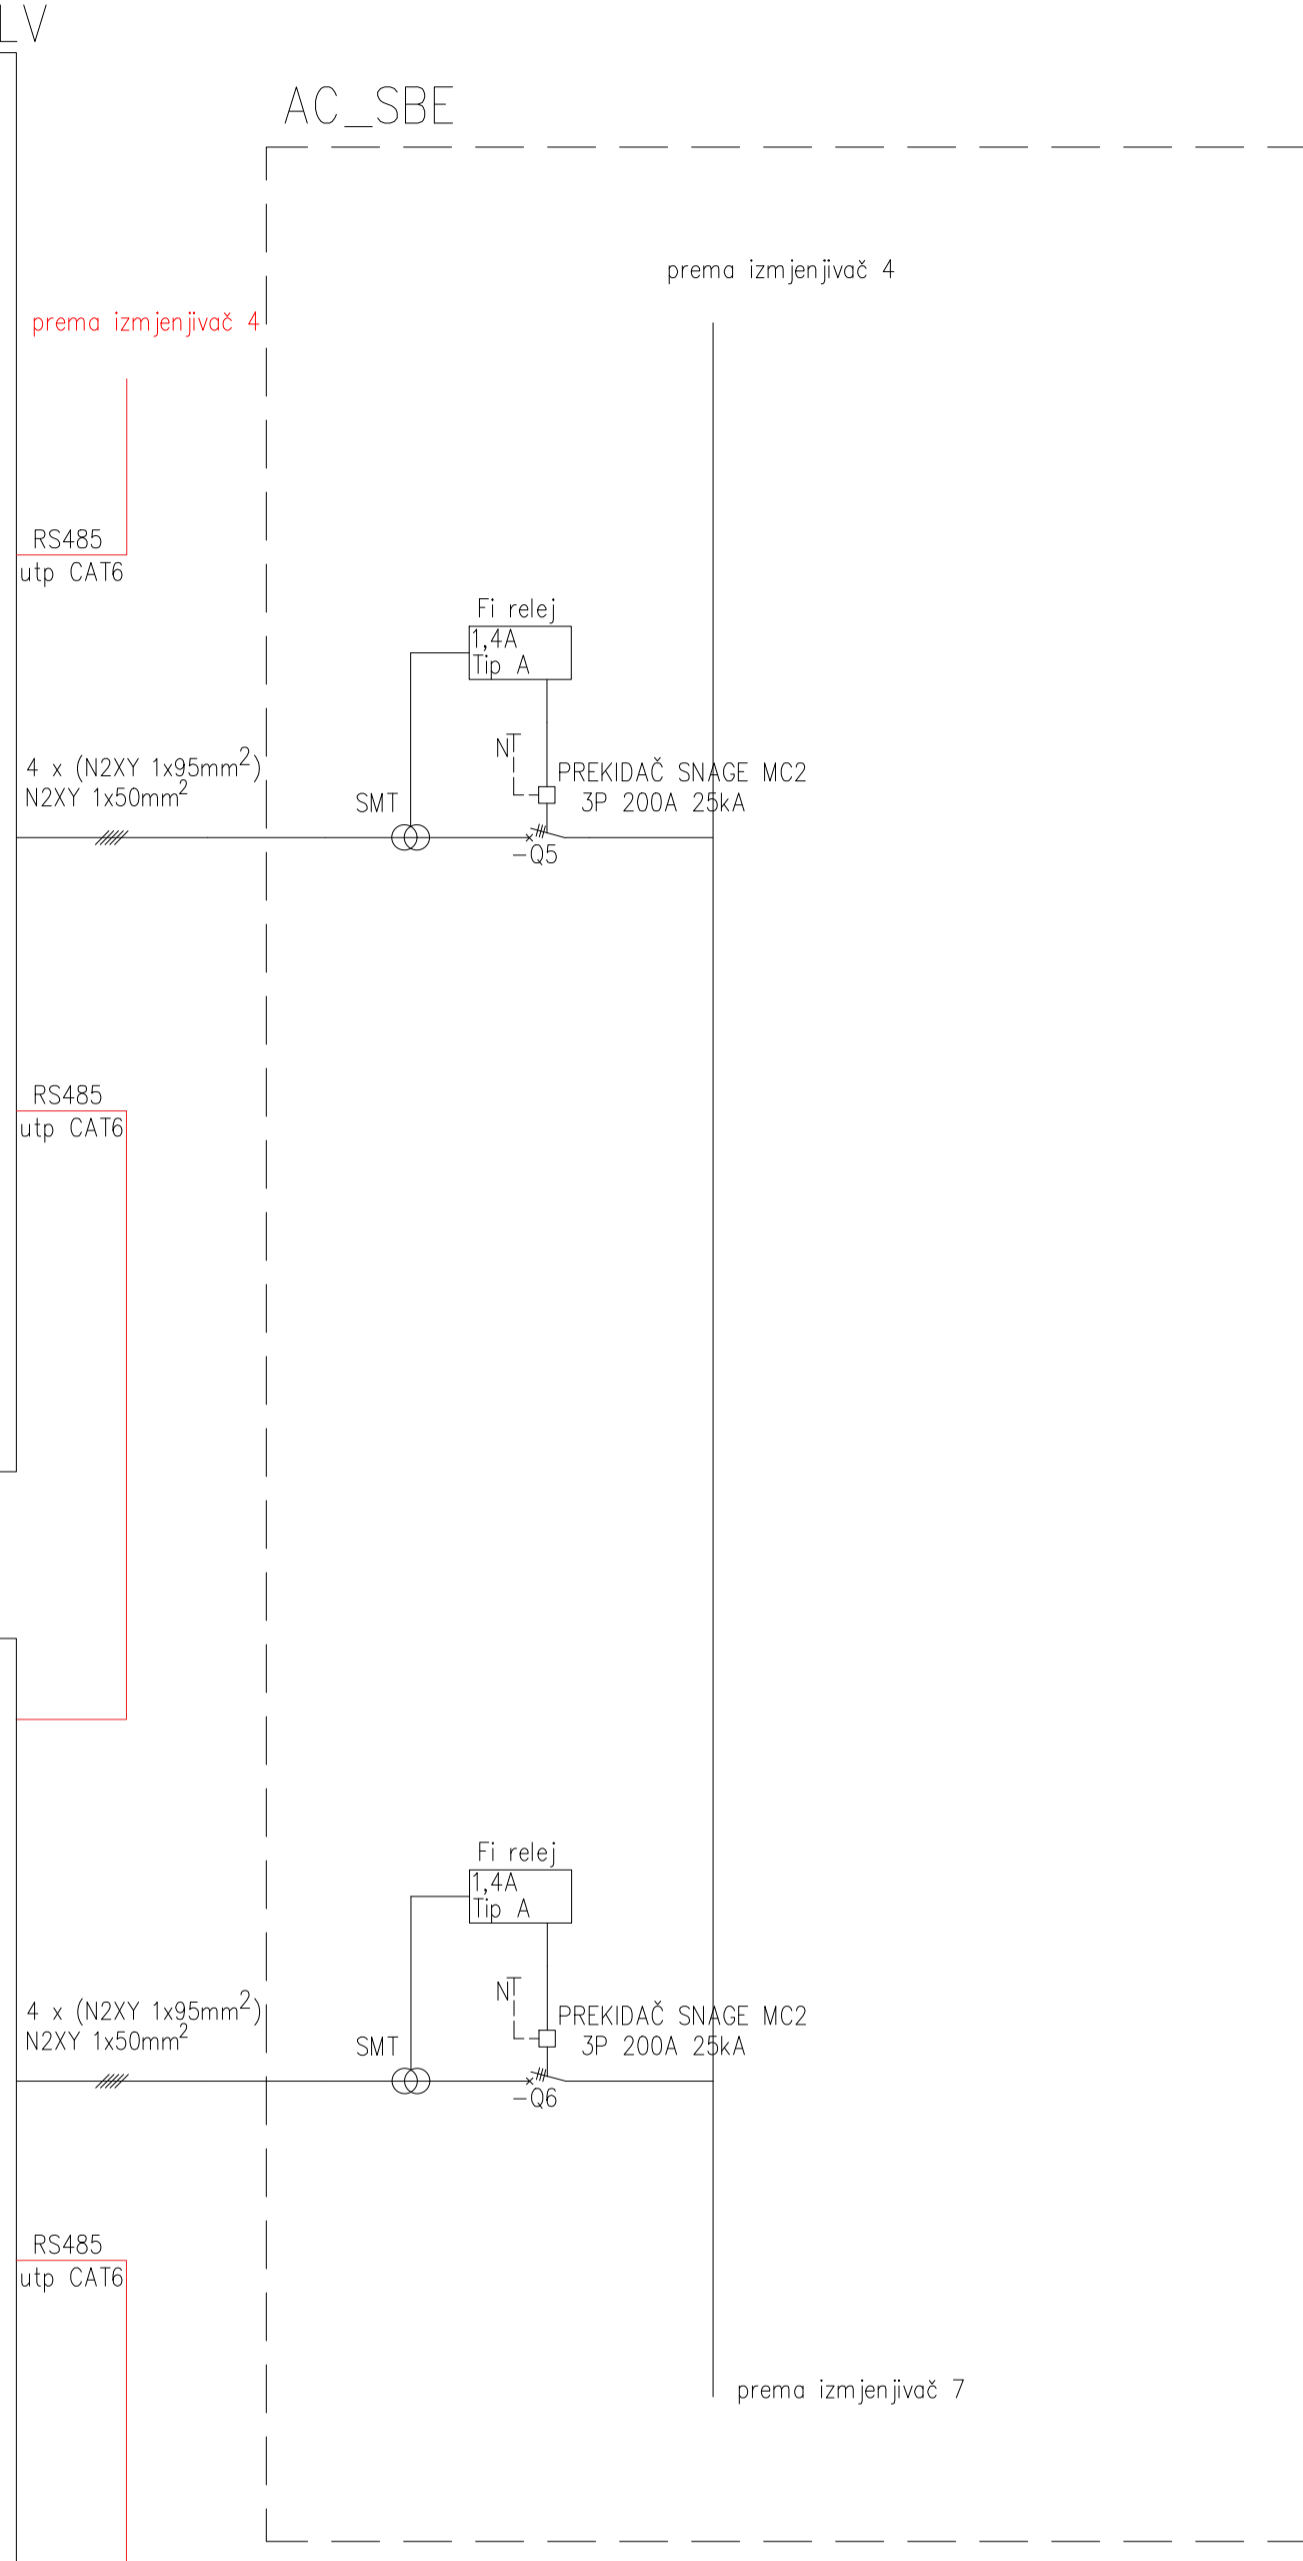 LV
AC_SBE
prema izmjenjivač 4
prema izmjenjivač 4
RS485
utp CAT6
Fi relej
1,4A
Tip A
NT
4 x (N2XY 1x95mm²)
N2XY 1x50mm²
SMT
PREKIDAČ SNAGE MC2
3P 200A 25kA
-Q5
RS485
utp CAT6
Fi relej
1,4A
Tip A
NT
4 x (N2XY 1x95mm²)
N2XY 1x50mm²
SMT
PREKIDAČ SNAGE MC2
3P 200A 25kA
-Q6
RS485
utp CAT6
prema izmjenjivač 7